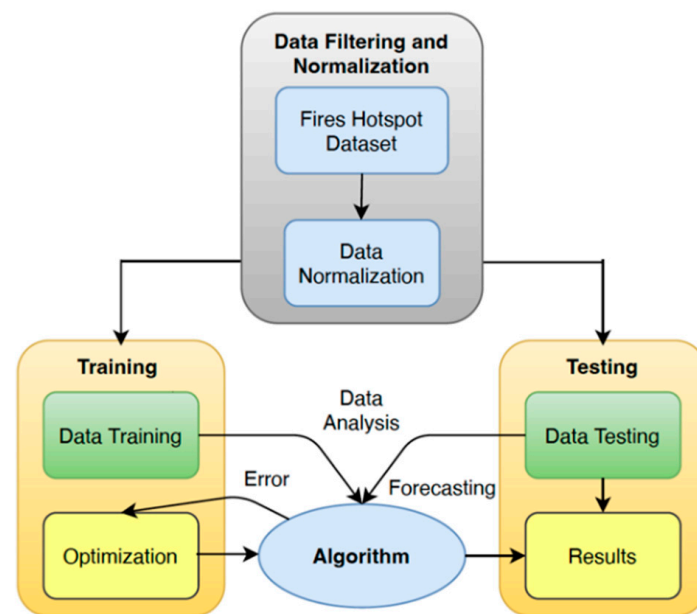 Data Filtering and
Normalization
Fires Hotspot
Dataset
Data
Normalization
Training
Testing
Data Training
Data
Analysis
Data Testing
Error
Forecasting
Optimization
Algorithm
Results